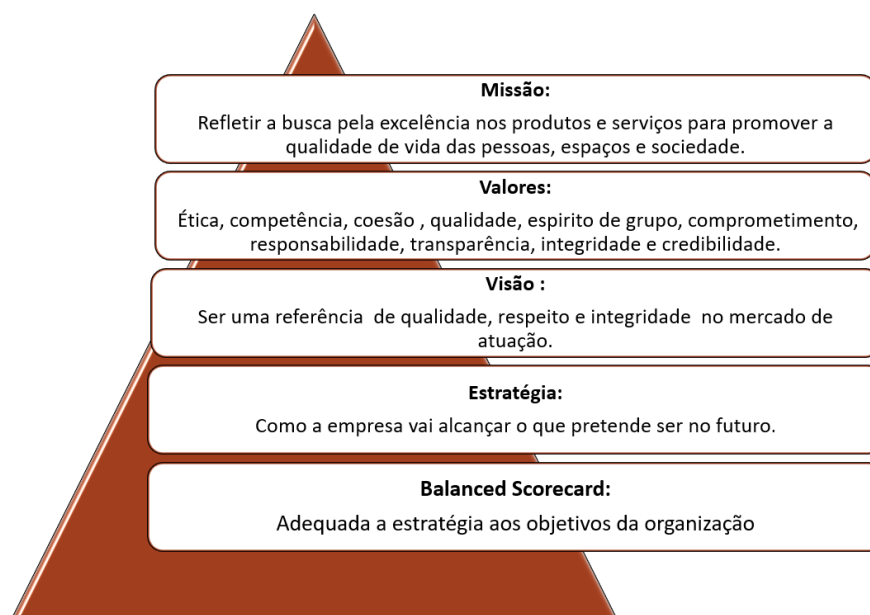 Missão:
Refletir a busca pela excelência nos produtos e serviços para promover a
qualidade de vida das pessoas, espaços e sociedade.
Valores:
Ética, competência, coesão , qualidade, espirito de grupo, comprometimento,
responsabilidade, transparência, integridade e credibilidade.
Visão :
Ser uma referência  de qualidade, respeito e integridade  no mercado de
atuação.
Estratégia:
Como a empresa vai alcançar o que pretende ser no futuro.
Balanced Scorecard:
Adequada a estratégia aos objetivos da organização